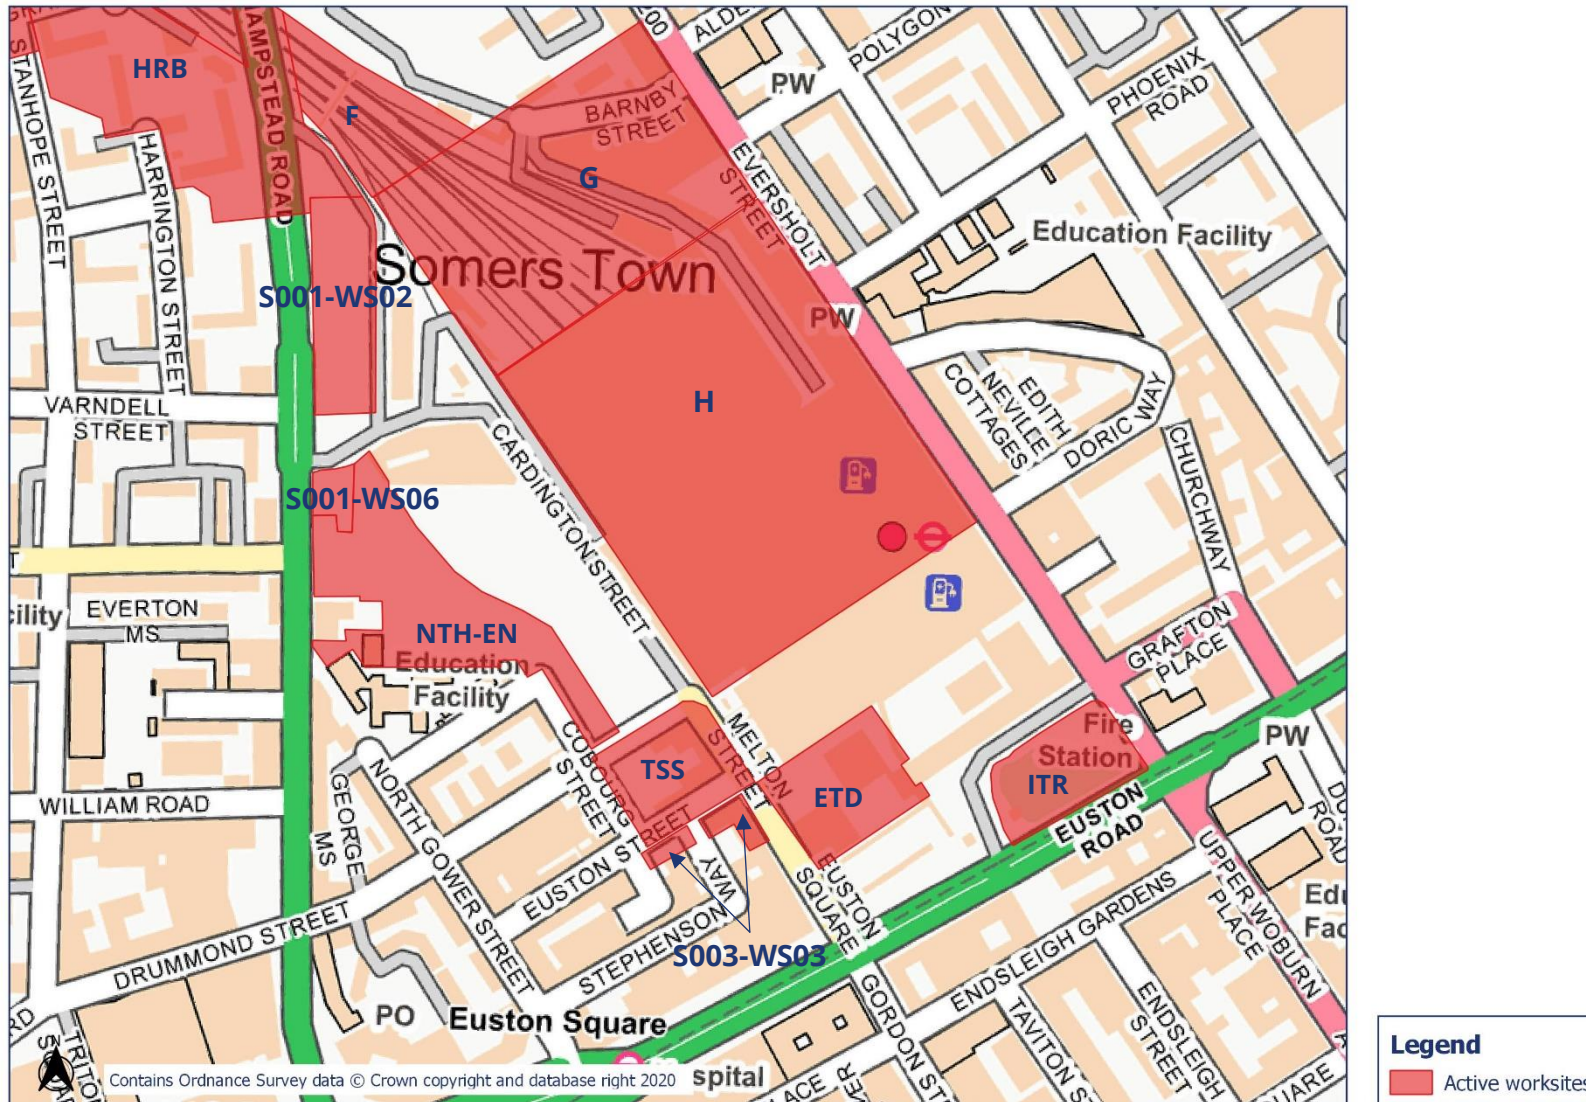 HRB
HAMPSTEAD ROAD
STANHOPE STREET
HARRINGTON STREET
F
BARNBY
STREET
G
PW
POLYGON
PHOENIX
ROAD
EVERSHOLT
STREET
Education Facility
Somers Town
S001-WS02
PW
H
VARNDELL
STREET
COTTAGES
NEVILLE
EDITH
DORIC WAY
CHURCHWAY
CARDINGTON STREET
S001-WS06
EVERTON
MS
NTH-EN
Education
Facility
GRAFTON
PLACE
MELTON
STREET
Fire
Station
PW
TSS
ETD
ITR
COBOURG
STREET
WILLIAM ROAD
GEORGE
MS
NORTH GOWER STREET
EUSTON STREET
WAY
STEPHENSON
EUSTON
SQUARE
EUSTON
ROAD
UPPER WOBURN
PLACE
ROAD
S003-WS03
DRUMMOND STREET
ENDSLEIGH GARDENS
PO
Euston Square
GORDON
TAVITON
ENDSLEIGH
STREET
Contains Ordnance Survey data © Crown copyright and database right 2020
spital
Legend
Active worksites